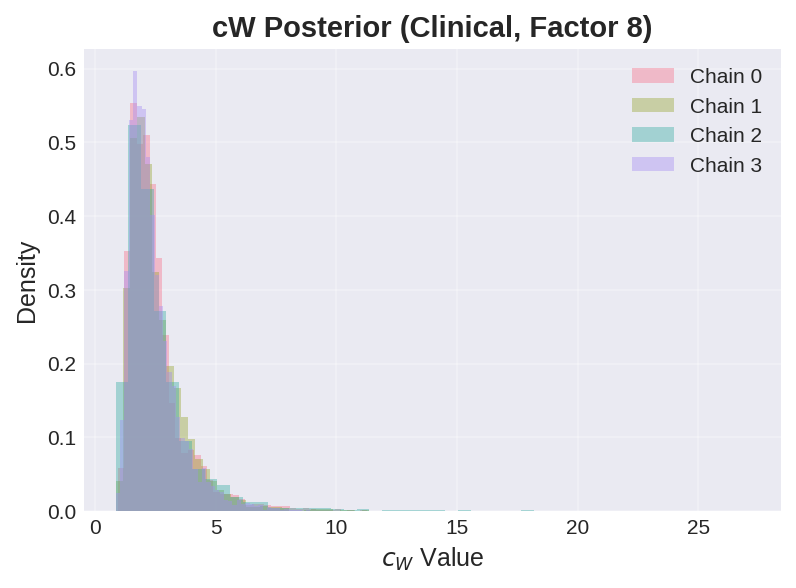 cW Posterior (Clinical, Factor 8)
Chain 0
Chain 1
Chain 2
Chain 3
Density
0.6
0.5
0.4
0.3
0.2
0.1
0.0
0 5 10 15 20 25
c_W Value